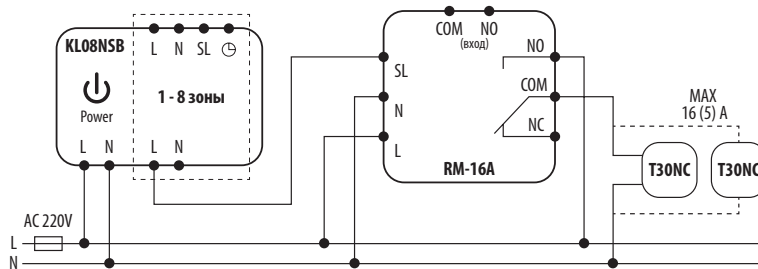 KL08NSB
L N SL
1 - 8 зоны
Power
L N L N
COM NO
(вход)
SL
N
L
NO
COM
NC
RM-16A
MAX
16 (5) A
T30NC
T30NC
AC 220V
L
N